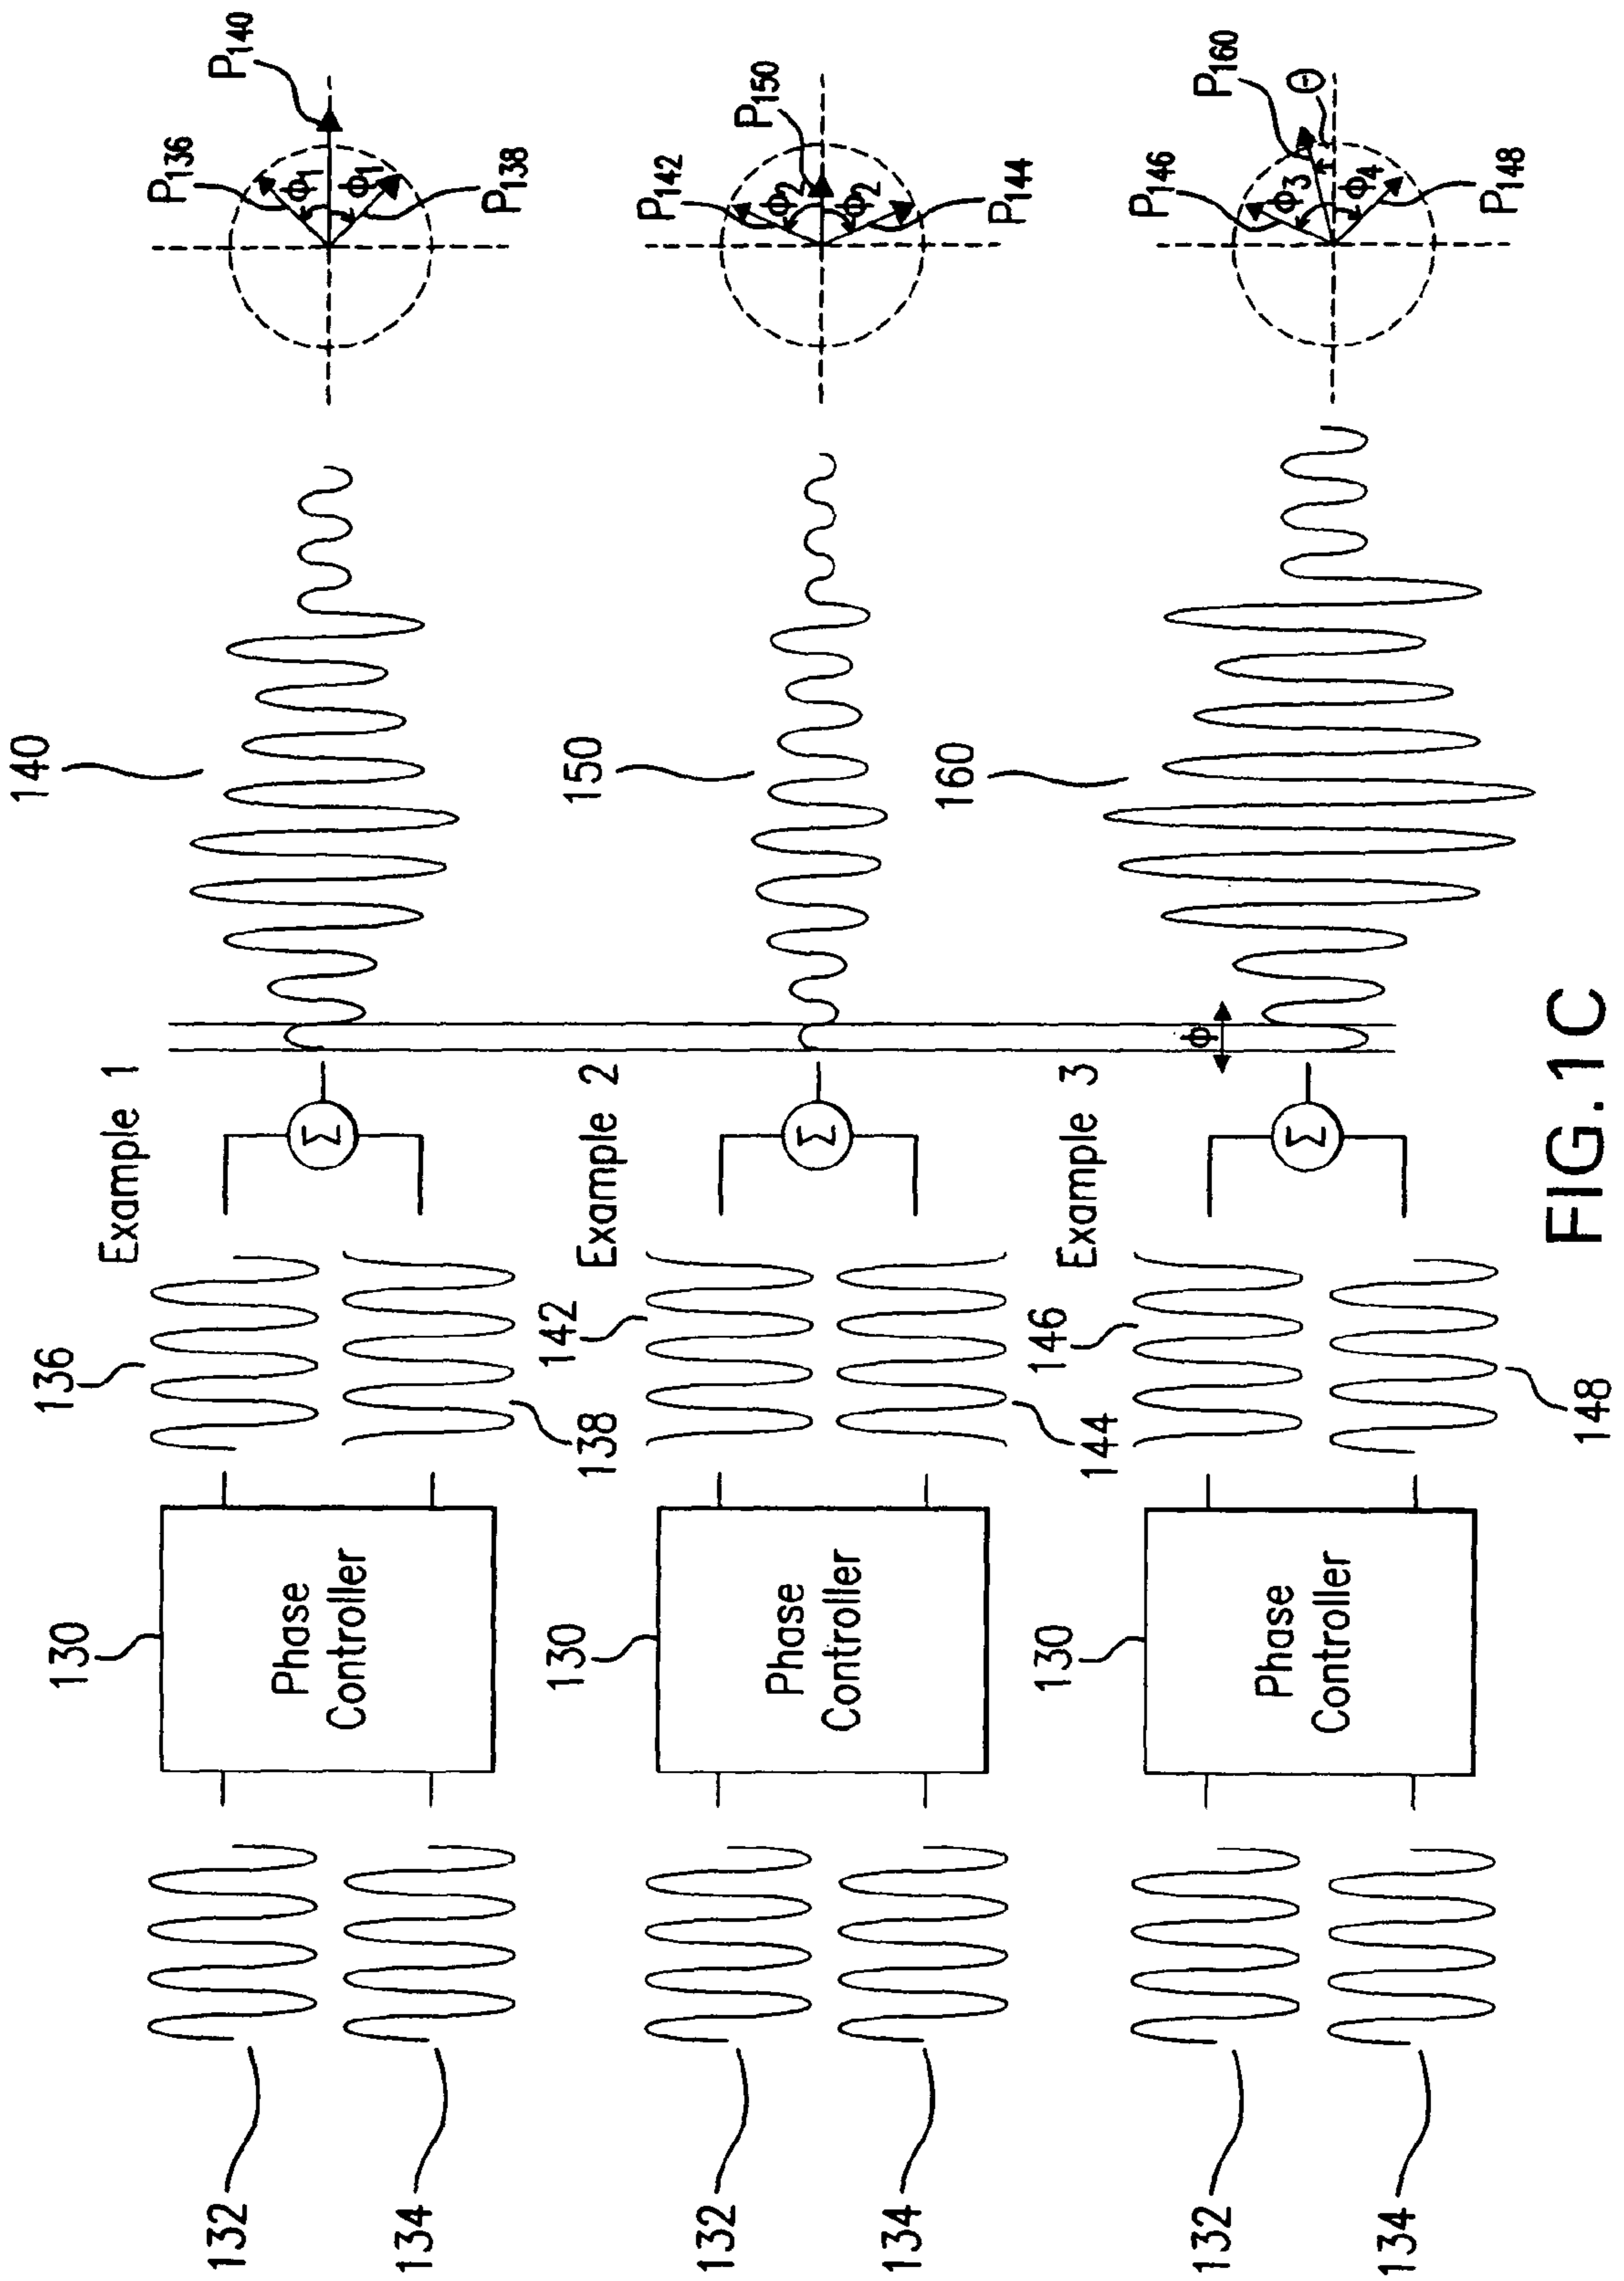 Example 1
132
134
130
Phase
Controller
136
138
Σ
140
P136
ϕ1
ϕ1
P138
P140
Example 2
132
134
130
Phase
Controller
142
144
Σ
150
P142
ϕ2
ϕ2
P144
P150
Example 3
132
134
130
Phase
Controller
146
148
Σ
ϕ
160
P146
ϕ3
ϕ4
P148
P160
Θ
FIG. 1C